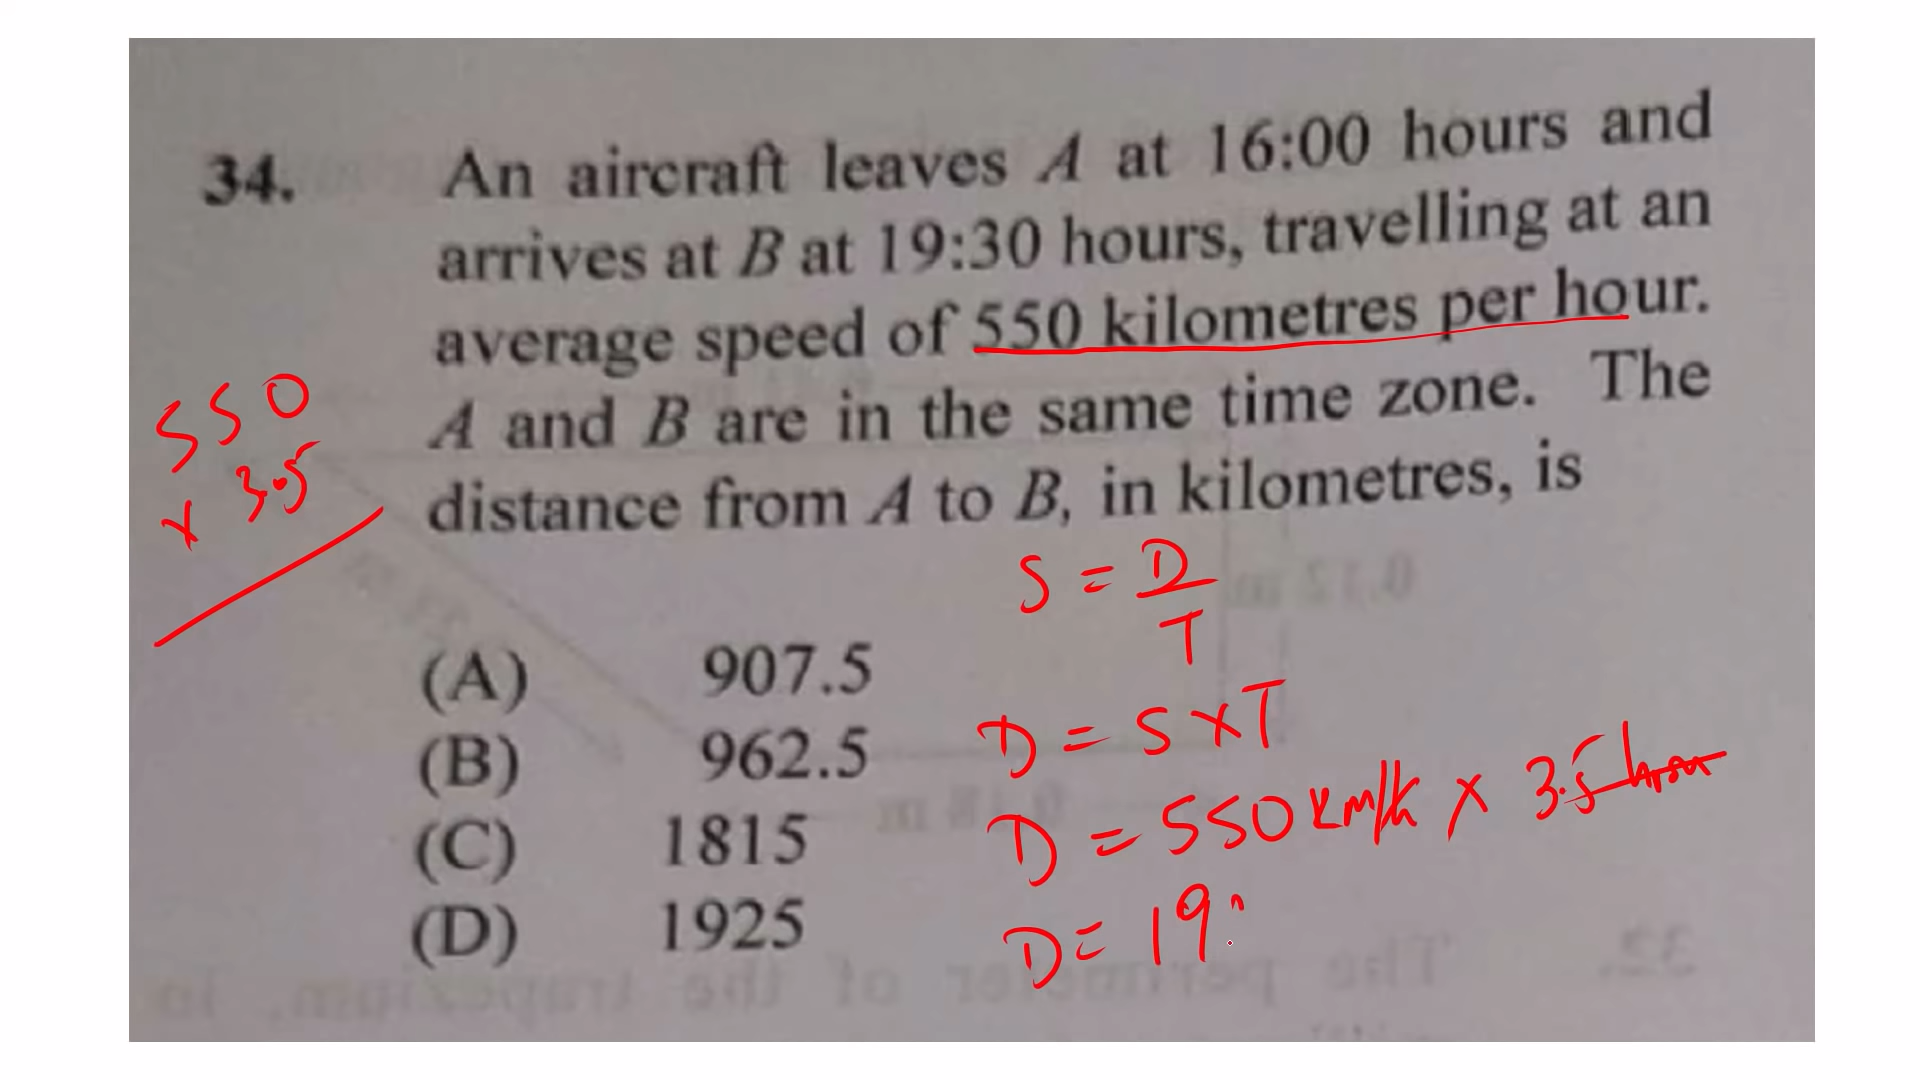 34. An aircraft leaves A at 16:00 hours and
arrives at B at 19:30 hours, travelling at an
average speed of 550 kilometres per hour.
A and B are in the same time zone. The
distance from A to B, in kilometres, is
550
x 3.5
(A) 907.5
(B) 962.5
(C) 1815
(D) 1925
S = D
T
D = S x T
D = 550 km/h x 3.5 hour
D = 19